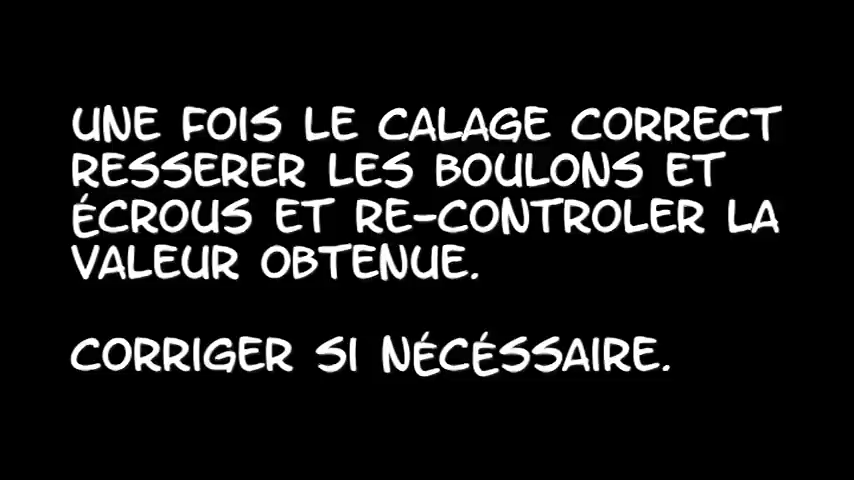 UNE FOIS LE CALAGE CORRECT
RESSERER LES BOULONS ET
ÉCROUS ET RE-CONTROLER LA
VALEUR OBTENUE.
CORRIGER SI NÉCÉSSAIRE.